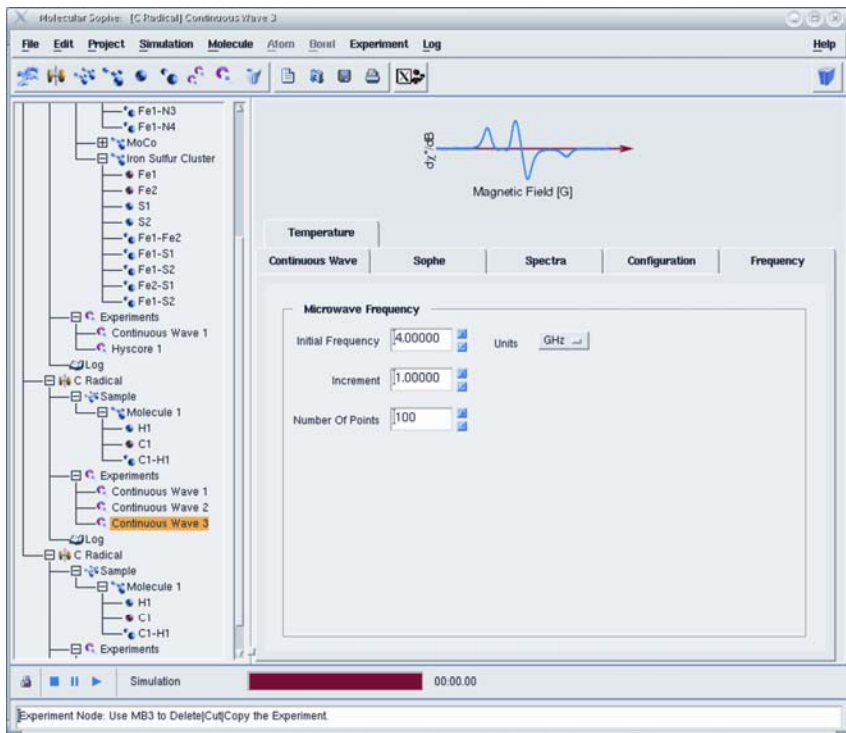 Molecular Sophe: [C Radical] Continuous Wave 3
File Edit Project Simulation Molecule Atom Bond Experiment Log Help
Fe1-N3
Fe1-N4
MoCo
Iron Sulfur Cluster
Fe1
Fe2
S1
S2
Fe1-Fe2
Fe1-S1
Fe1-S2
Fe2-S1
Fe1-S2
Experiments
Continuous Wave 1
Hyscore 1
Log
C Radical
Sample
Molecule 1
H1
C1
C1-H1
Experiments
Continuous Wave 1
Continuous Wave 2
Continuous Wave 3
Log
C Radical
Sample
Molecule 1
H1
C1
C1-H1
Experiments
dχ"/dB
Magnetic Field [G]
Temperature
Continuous Wave Sophe Spectra Configuration Frequency
Microwave Frequency
Initial Frequency 4.00000 Units GHz
Increment 1.00000
Number Of Points 100
Simulation 00:00.00
Experiment Node: Use MB3 to Delete|Cut|Copy the Experiment.